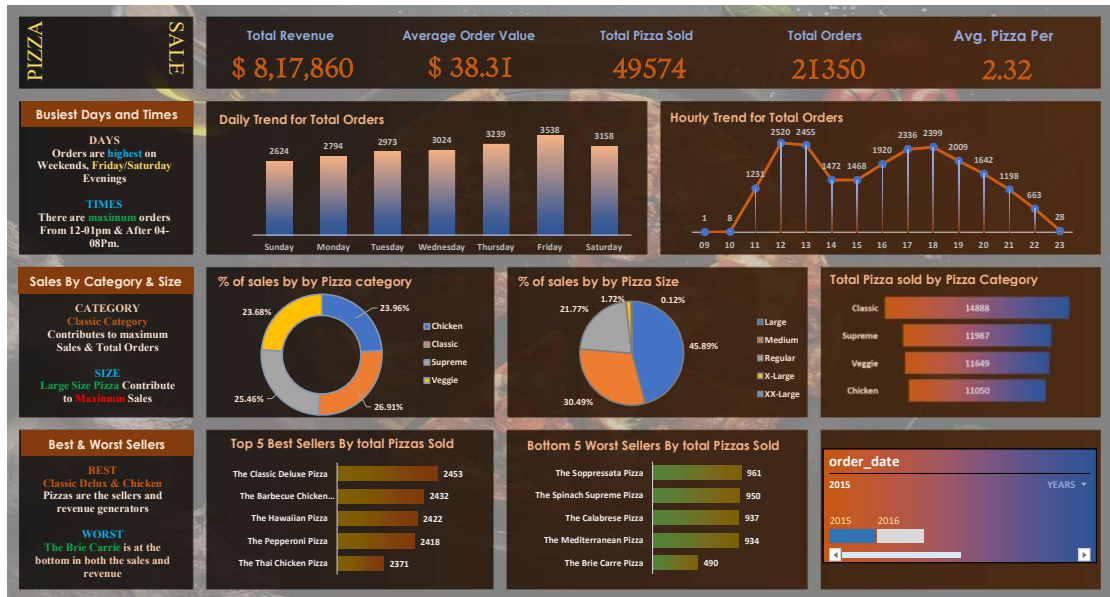 PIZZA
SALE
Total Revenue
$ 8,17,860
Average Order Value
$ 38.31
Total Pizza Sold
49574
Total Orders
21350
Avg. Pizza Per
2.32
Busiest Days and Times
DAYS
Orders are highest on
Weekends, Friday/Saturday
Evenings
TIMES
There are maximum orders
From 12-01pm & After 04-
08Pm.
Daily Trend for Total Orders
2624
2794
2973
3024
3239
3538
3158
Sunday
Monday
Tuesday
Wednesday
Thursday
Friday
Saturday
Hourly Trend for Total Orders
1
8
1231
2520
2455
1472
1468
1920
2336
2399
2009
1642
1198
663
28
09
10
11
12
13
14
15
16
17
18
19
20
21
22
23
Sales By Category & Size
CATEGORY
Classic Category
Contributes to maximum
Sales & Total Orders
SIZE
Large Size Pizza Contribute
to Maximum Sales
% of sales by by Pizza category
23.68%
23.96%
25.46%
26.91%
Chicken
Classic
Supreme
Veggie
% of sales by by Pizza Size
1.72%
0.12%
21.77%
45.89%
30.49%
Large
Medium
Regular
X-Large
XX-Large
Total Pizza sold by Pizza Category
Classic 14888
Supreme 11987
Veggie 11649
Chicken 11050
Best & Worst Sellers
BEST
Classic Delux & Chicken
Pizzas are the sellers and
revenue generators
WORST
The Brie Carrie is at the
bottom in both the sales and
revenue
Top 5 Best Sellers By total Pizzas Sold
The Classic Deluxe Pizza 2453
The Barbecue Chicken... 2432
The Hawaiian Pizza 2422
The Pepperoni Pizza 2418
The Thai Chicken Pizza 2371
Bottom 5 Worst Sellers By total Pizzas Sold
The Soppressata Pizza 961
The Spinach Supreme Pizza 950
The Calabrese Pizza 937
The Mediterranean Pizza 934
The Brie Carre Pizza 490
order_date
2015 YEARS
2015 2016